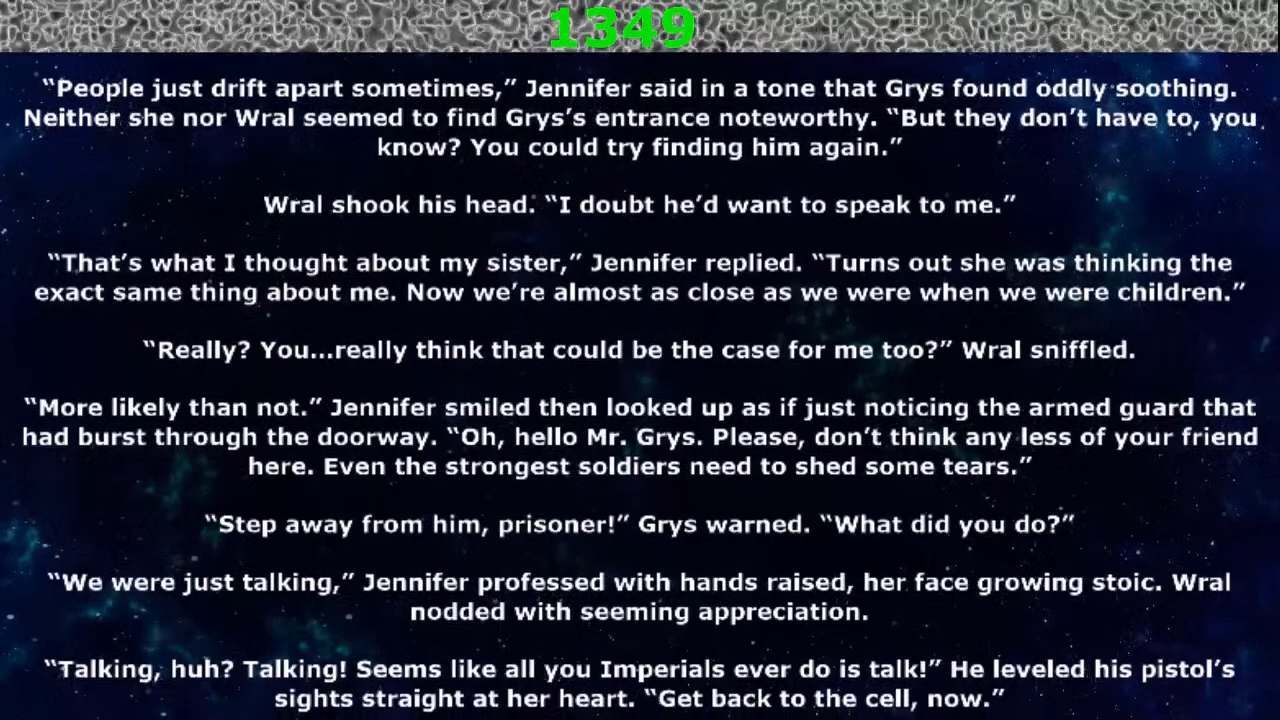 1349
“People just drift apart sometimes,” Jennifer said in a tone that Grys found oddly soothing.
Neither she nor Wral seemed to find Grys’s entrance noteworthy. “But they don’t have to, you
know? You could try finding him again.”
Wral shook his head. “I doubt he’d want to speak to me.”
“That’s what I thought about my sister,” Jennifer replied. “Turns out she was thinking the
exact same thing about me. Now we’re almost as close as we were when we were children.”
“Really? You...really think that could be the case for me too?” Wral sniffled.
“More likely than not.” Jennifer smiled then looked up as if just noticing the armed guard that
had burst through the doorway. “Oh, hello Mr. Grys. Please, don’t think any less of your friend
here. Even the strongest soldiers need to shed some tears.”
“Step away from him, prisoner!” Grys warned. “What did you do?”
“We were just talking,” Jennifer professed with hands raised, her face growing stoic. Wral
nodded with seeming appreciation.
“Talking, huh? Talking! Seems like all you Imperials ever do is talk!” He leveled his pistol’s
sights straight at her heart. “Get back to the cell, now.”